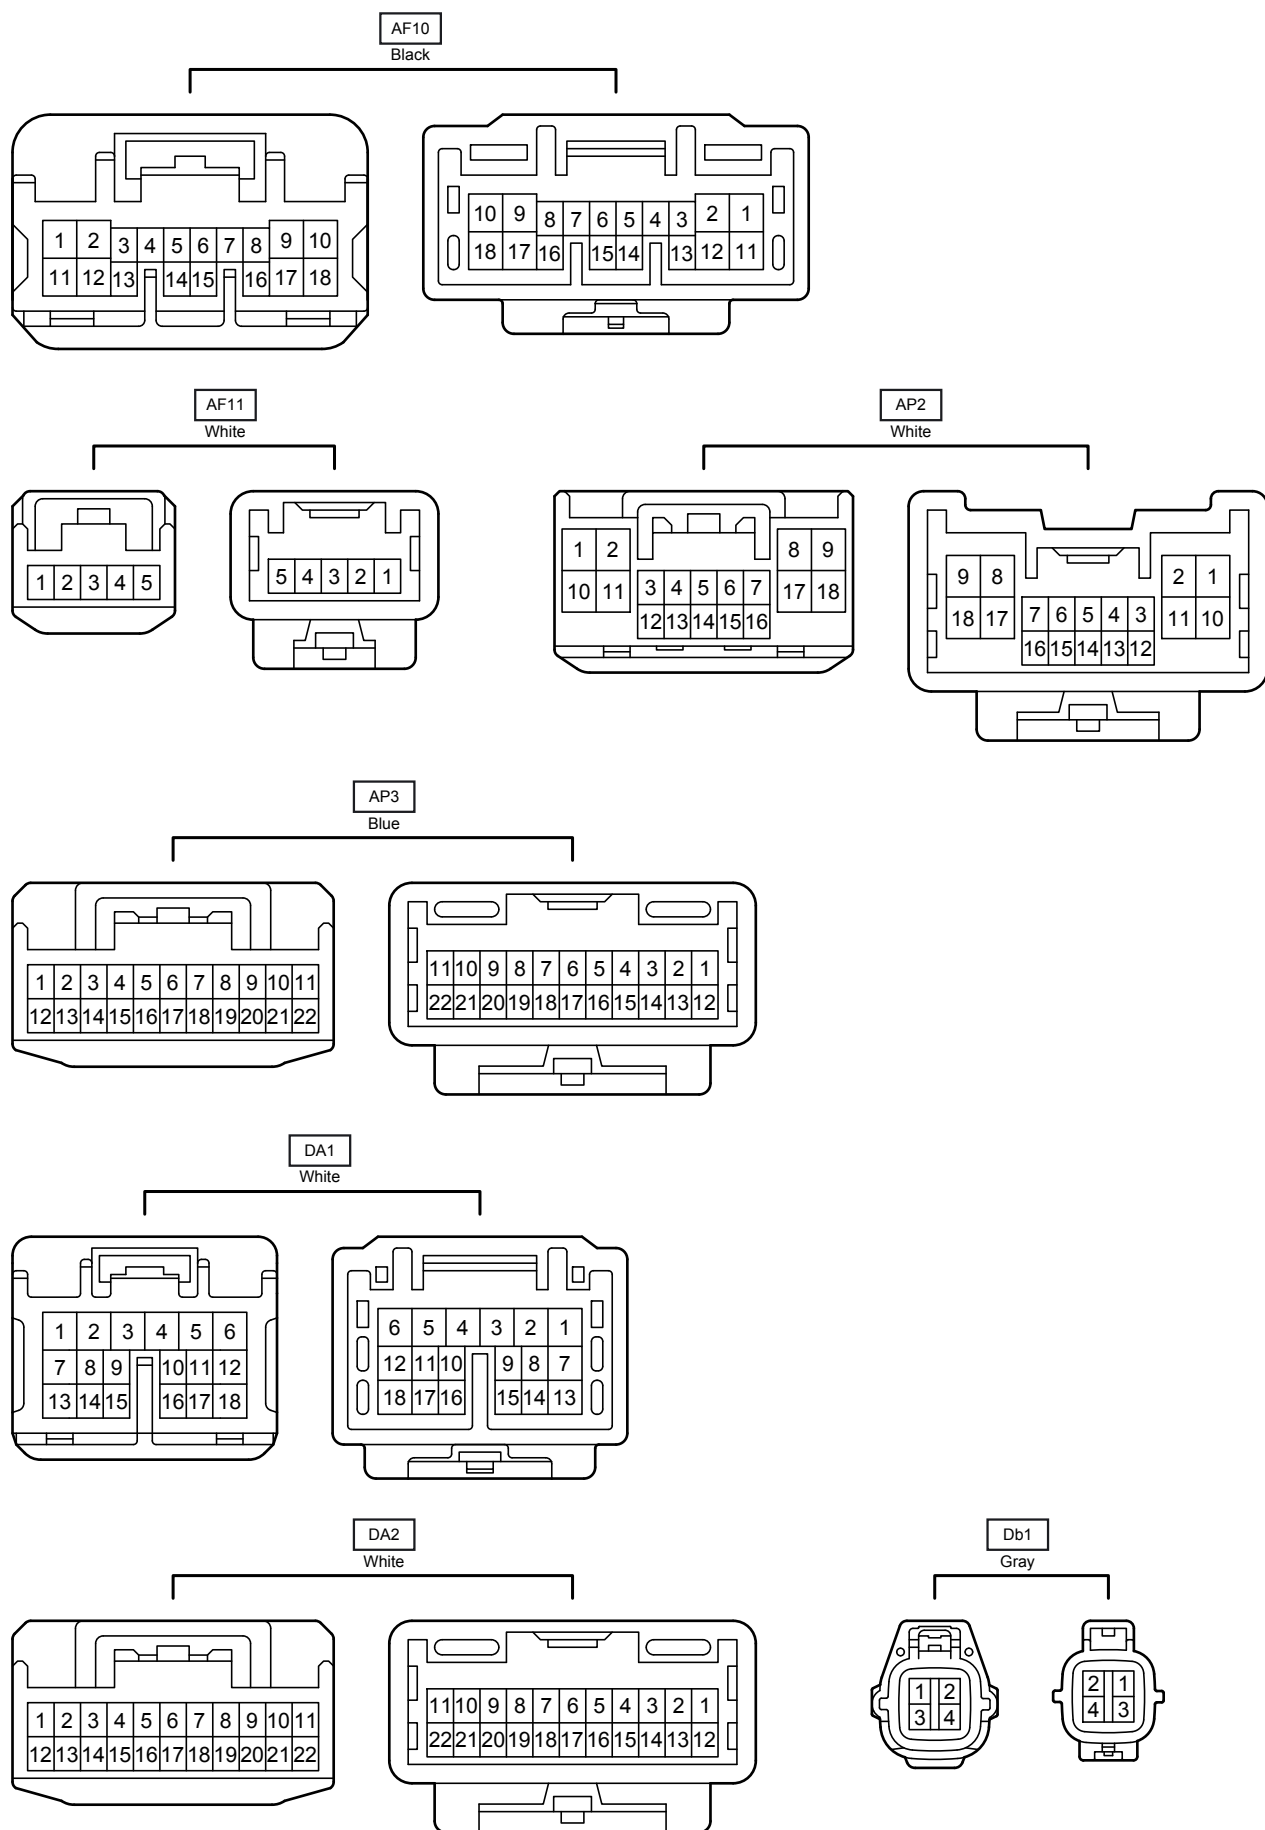 AF10
Black
1 2 3 4 5 6 7 8 9 10
11 12 13 14 15 16 17 18
10 9 8 7 6 5 4 3 2 1
18 17 16 15 14 13 12 11
AF11
White
1 2 3 4 5
5 4 3 2 1
AP2
White
1 2 8 9
10 11 3 4 5 6 7 17 18
12 13 14 15 16
9 8 2 1
18 17 7 6 5 4 3 11 10
16 15 14 13 12
AP3
Blue
1 2 3 4 5 6 7 8 9 10 11
12 13 14 15 16 17 18 19 20 21 22
11 10 9 8 7 6 5 4 3 2 1
22 21 20 19 18 17 16 15 14 13 12
DA1
White
1 2 3 4 5 6
7 8 9 10 11 12
13 14 15 16 17 18
6 5 4 3 2 1
12 11 10 9 8 7
18 17 16 15 14 13
DA2
White
1 2 3 4 5 6 7 8 9 10 11
12 13 14 15 16 17 18 19 20 21 22
11 10 9 8 7 6 5 4 3 2 1
22 21 20 19 18 17 16 15 14 13 12
Db1
Gray
1 2
3 4
2 1
4 3